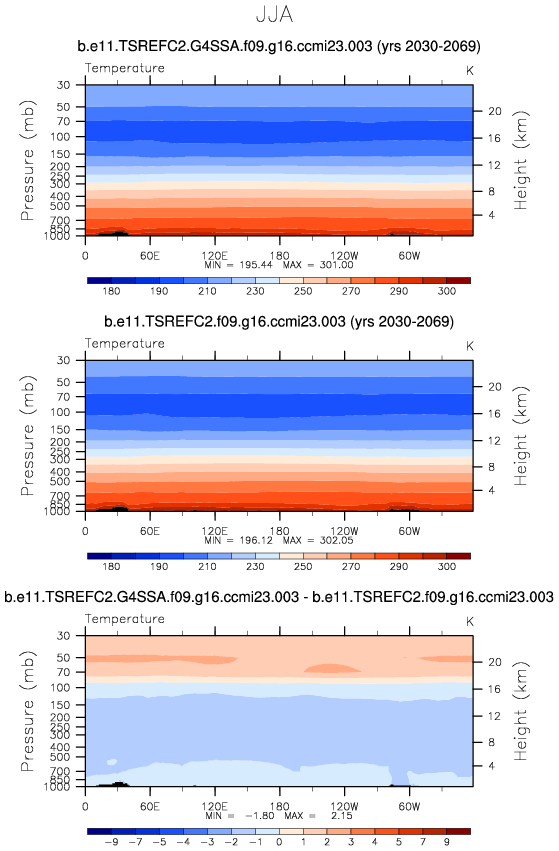 JJA
b.e11.TSREFC2.G4SSA.f09.g16.ccmi23.003 (yrs 2030-2069)
Temperature K
30
50
70
100
150
200
250
300
400
500
700
850
1000
Pressure (mb)
20
16
12
8
4
Height (km)
0 60E 120E 180 120W 60W
MIN = 195.44 MAX = 301.00
180 190 210 230 250 270 290 300
b.e11.TSREFC2.f09.g16.ccmi23.003 (yrs 2030-2069)
Temperature K
30
50
70
100
150
200
250
300
400
500
700
850
1000
Pressure (mb)
20
16
12
8
4
Height (km)
0 60E 120E 180 120W 60W
MIN = 196.12 MAX = 302.05
180 190 210 230 250 270 290 300
b.e11.TSREFC2.G4SSA.f09.g16.ccmi23.003 - b.e11.TSREFC2.f09.g16.ccmi23.003
Temperature K
30
50
70
100
150
200
250
300
400
500
700
850
1000
Pressure (mb)
20
16
12
8
4
Height (km)
0 60E 120E 180 120W 60W
MIN = -1.80 MAX = 2.15
-9 -7 -5 -4 -3 -2 -1 0 1 2 3 4 5 7 9